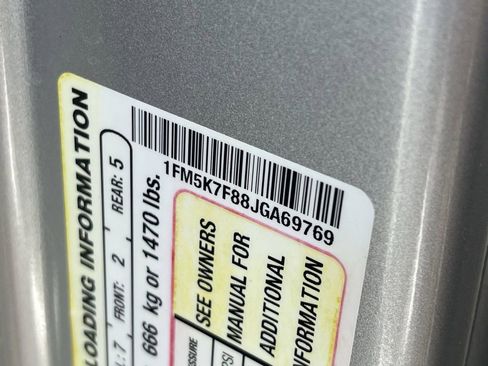 1FM5K7F88JGA69769
LOADING INFORMATION
FRONT: 2 REAR: 5
: 7
666 kg or 1470 lbs.
SEE OWNERS
MANUAL FOR
ADDITIONAL
INFORMATION